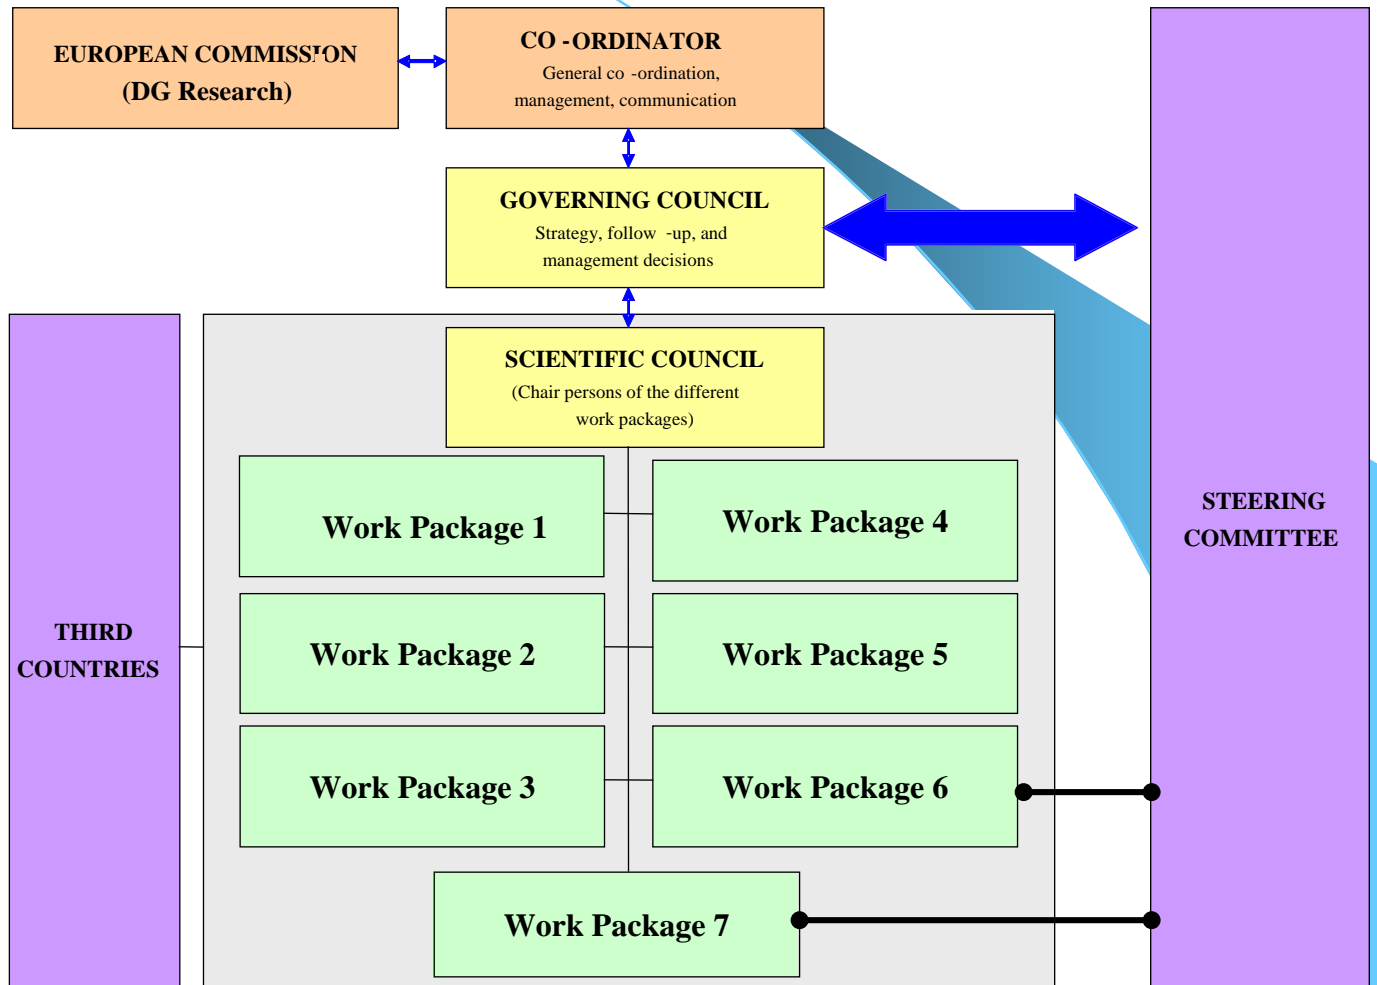 EUROPEAN COMMISSION
(DG Research)
CO -ORDINATOR
General co -ordination,
management, communication
GOVERNING COUNCIL
Strategy, follow -up, and
management decisions
SCIENTIFIC COUNCIL
(Chair persons of the different
work packages)
Work Package 1
Work Package 4
Work Package 2
Work Package 5
Work Package 3
Work Package 6
Work Package 7
THIRD
COUNTRIES
STEERING
COMMITTEE